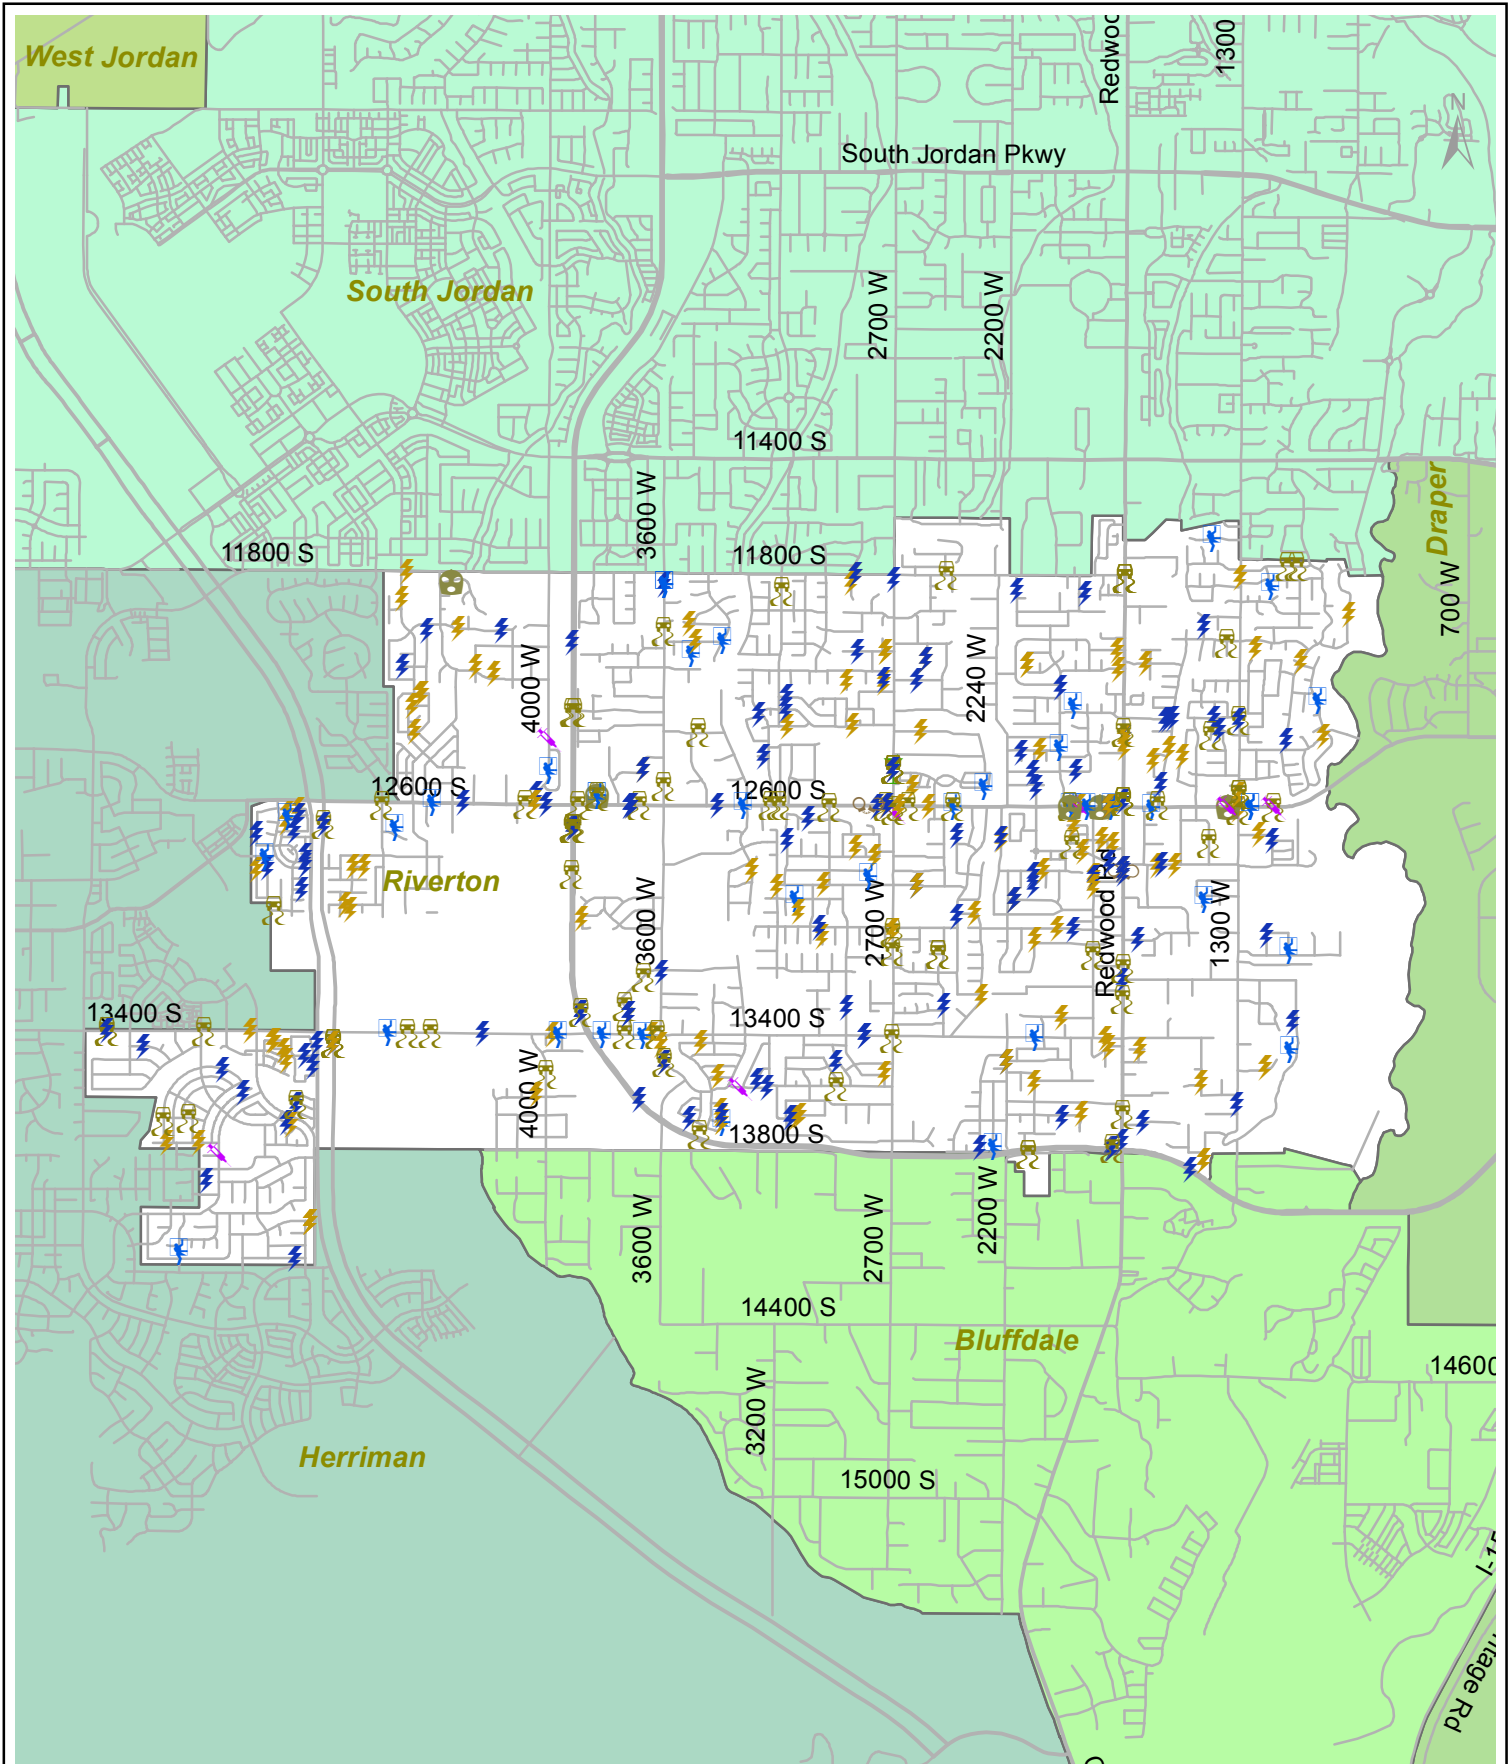 West Jordan
Redwoo
1300
N
South Jordan Pkwy
South Jordan
2700 W
2200 W
11400 S
3600 W
Draper
11800 S
11800 S
700 W
4000 W
2240 W
12600 S
12600 S
Riverton
Redwood Rd
3600 W
2700 W
1300 W
13400 S
13400 S
4000 W
13800 S
3600 W
2700 W
2200 W
14400 S
Bluffdale
14600
3200 W
Herriman
15000 S
I-15
ntage Rd